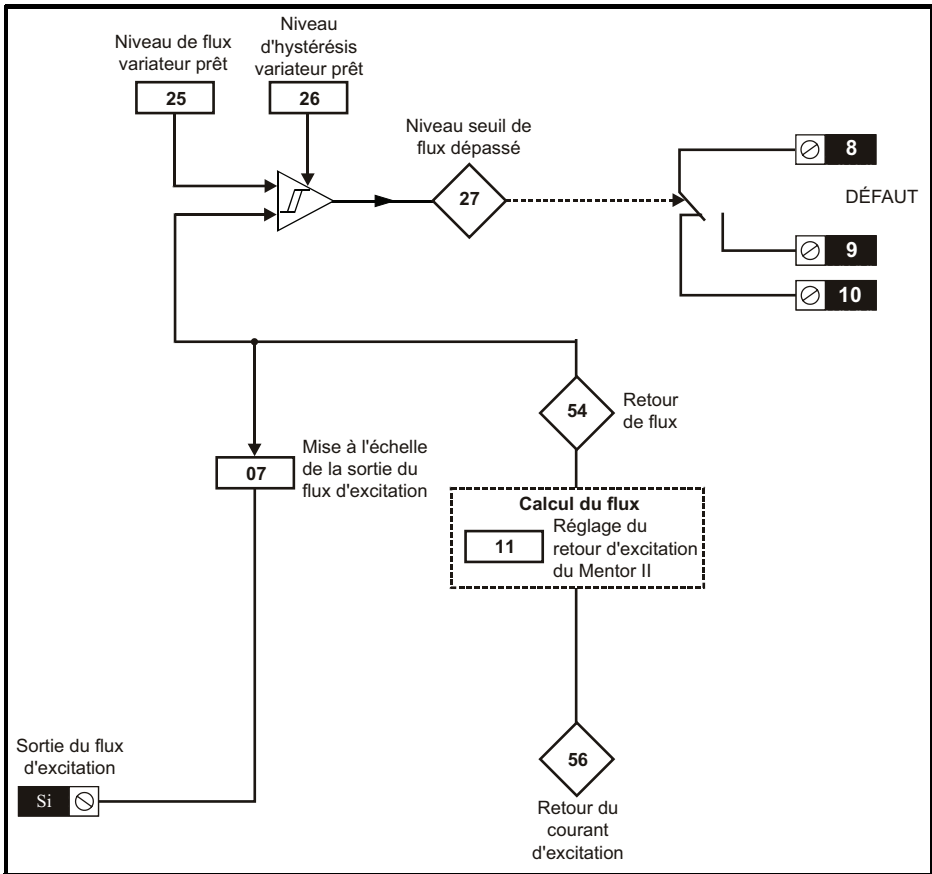 Niveau de flux
variateur prêt
25
Niveau
d'hystérésis
variateur prêt
26
Niveau seuil de
flux dépassé
27
8
DÉFAUT
9
10
54
Retour
de flux
07
Mise à l'échelle
de la sortie du
flux d'excitation
Calcul du flux
11
Réglage du
retour d'excitation
du Mentor II
Sortie du flux
d'excitation
Si
56
Retour du
courant
d'excitation